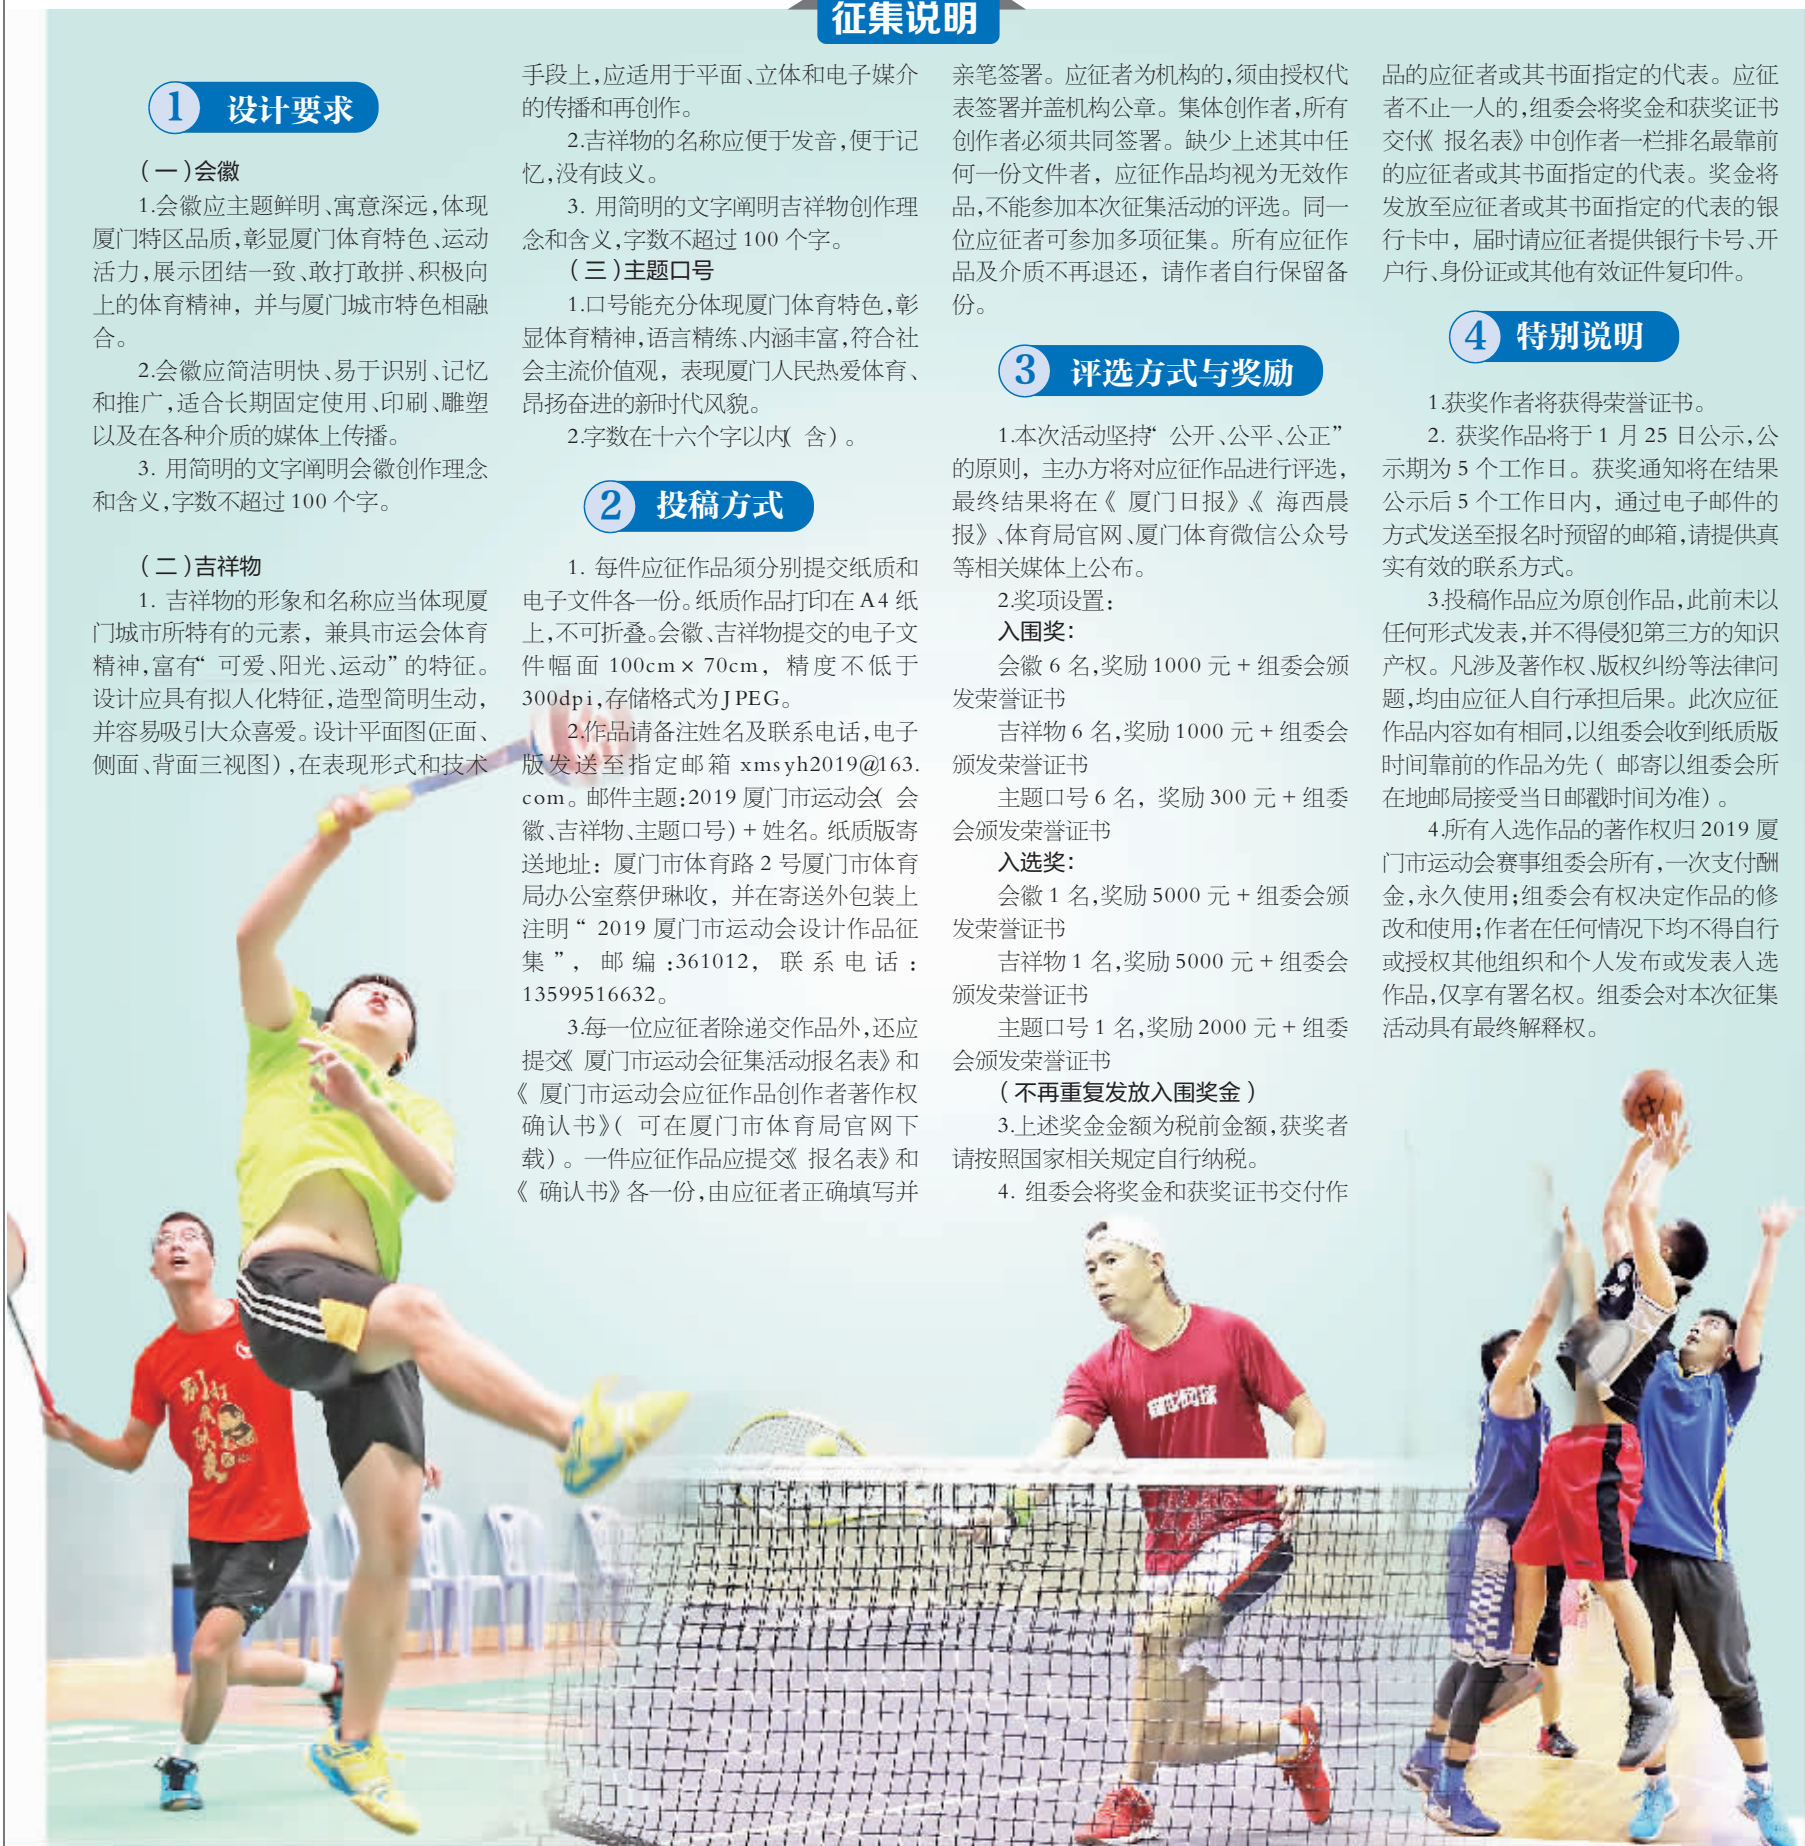 征集说明
1 设计要求
（一）会徽
1.会徽应主题鲜明、寓意深远，体现
厦门特区品质，彰显厦门体育特色、运动
活力，展示团结一致、敢打敢拼、积极向
上的体育精神，并与厦门城市特色相融
合。
2.会徽应简洁明快、易于识别、记忆
和推广，适合长期固定使用、印刷、雕塑
以及在各种介质的媒体上传播。
3. 用简明的文字阐明会徽创作理念
和含义，字数不超过 100 个字。
（二）吉祥物
1. 吉祥物的形象和名称应当体现厦
门城市所特有的元素，兼具市运会体育
精神，富有“可爱、阳光、运动”的特征。
设计应具有拟人化特征，造型简明生动，
并容易吸引大众喜爱。设计平面图(正面、
侧面、背面三视图），在表现形式和技术
手段上，应适用于平面、立体和电子媒介
的传播和再创作。
2.吉祥物的名称应便于发音，便于记
忆，没有歧义。
3. 用简明的文字阐明吉祥物创作理
念和含义，字数不超过 100 个字。
（三）主题口号
1.口号能充分体现厦门体育特色，彰
显体育精神，语言精练、内涵丰富，符合社
会主流价值观，表现厦门人民热爱体育、
昂扬奋进的新时代风貌。
2.字数在十六个字以内（含）。
2 投稿方式
1. 每件应征作品须分别提交纸质和
电子文件各一份。纸质作品打印在 A4 纸
上，不可折叠。会徽、吉祥物提交的电子文
件幅面 100cm×70cm，精度不低于
300dpi，存储格式为 JPEG。
2.作品请备注姓名及联系电话，电子
版发送至指定邮箱 xmsyh2019@163.
com。邮件主题：2019 厦门市运动会（会
徽、吉祥物、主题口号）+姓名。纸质版寄
送地址：厦门市体育路 2 号厦门市体育
局办公室蔡伊琳收，并在寄送外包装上
注明“2019 厦门市运动会设计作品征
集”，邮编:361012，联系电话：
13599516632。
3.每一位应征者除递交作品外，还应
提交《厦门市运动会征集活动报名表》和
《厦门市运动会应征作品创作者著作权
确认书》（可在厦门市体育局官网下
载）。一件应征作品应提交《报名表》和
《确认书》各一份，由应征者正确填写并
亲笔签署。应征者为机构的，须由授权代
表签署并盖机构公章。集体创作者，所有
创作者必须共同签署。缺少上述其中任
何一份文件者，应征作品均视为无效作
品，不能参加本次征集活动的评选。同一
位应征者可参加多项征集。所有应征作
品及介质不再退还，请作者自行保留备
份。
3 评选方式与奖励
1.本次活动坚持“公开、公平、公正”
的原则，主办方将对应征作品进行评选，
最终结果将在《厦门日报》、《海西晨
报》、体育局官网、厦门体育微信公众号
等相关媒体上公布。
2.奖项设置：
入围奖：
会徽 6 名，奖励 1000 元+组委会颁
发荣誉证书
吉祥物 6 名，奖励 1000 元+组委会
颁发荣誉证书
主题口号 6 名，奖励 300 元+组委
会颁发荣誉证书
入选奖：
会徽 1 名，奖励 5000 元+组委会颁
发荣誉证书
吉祥物 1 名，奖励 5000 元+组委会
颁发荣誉证书
主题口号 1 名，奖励 2000 元+组委
会颁发荣誉证书
（不再重复发放入围奖金）
3.上述奖金金额为税前金额，获奖者
请按照国家相关规定自行纳税。
4. 组委会将奖金和获奖证书交付作
品的应征者或其书面指定的代表。应征
者不止一人的，组委会将奖金和获奖证书
交付《报名表》中创作者一栏排名最靠前
的应征者或其书面指定的代表。奖金将
发放至应征者或其书面指定的代表的银
行卡中，届时请应征者提供银行卡号、开
户行、身份证或其他有效证件复印件。
4 特别说明
1.获奖作者将获得荣誉证书。
2. 获奖作品将于 1 月 25 日公示，公
示期为 5 个工作日。获奖通知将在结果
公示后 5 个工作日内，通过电子邮件的
方式发送至报名时预留的邮箱，请提供真
实有效的联系方式。
3.投稿作品应为原创作品，此前未以
任何形式发表，并不得侵犯第三方的知识
产权。凡涉及著作权、版权纠纷等法律问
题，均由应征人自行承担后果。此次应征
作品内容如有相同，以组委会收到纸质版
时间靠前的作品为先（邮寄以组委会所
在地邮局接受当日邮戳时间为准）。
4.所有入选作品的著作权归 2019 厦
门市运动会赛事组委会所有，一次支付酬
金，永久使用；组委会有权决定作品的修
改和使用；作者在任何情况下均不得自行
或授权其他组织和个人发布或发表入选
作品，仅享有署名权。组委会对本次征集
活动具有最终解释权。